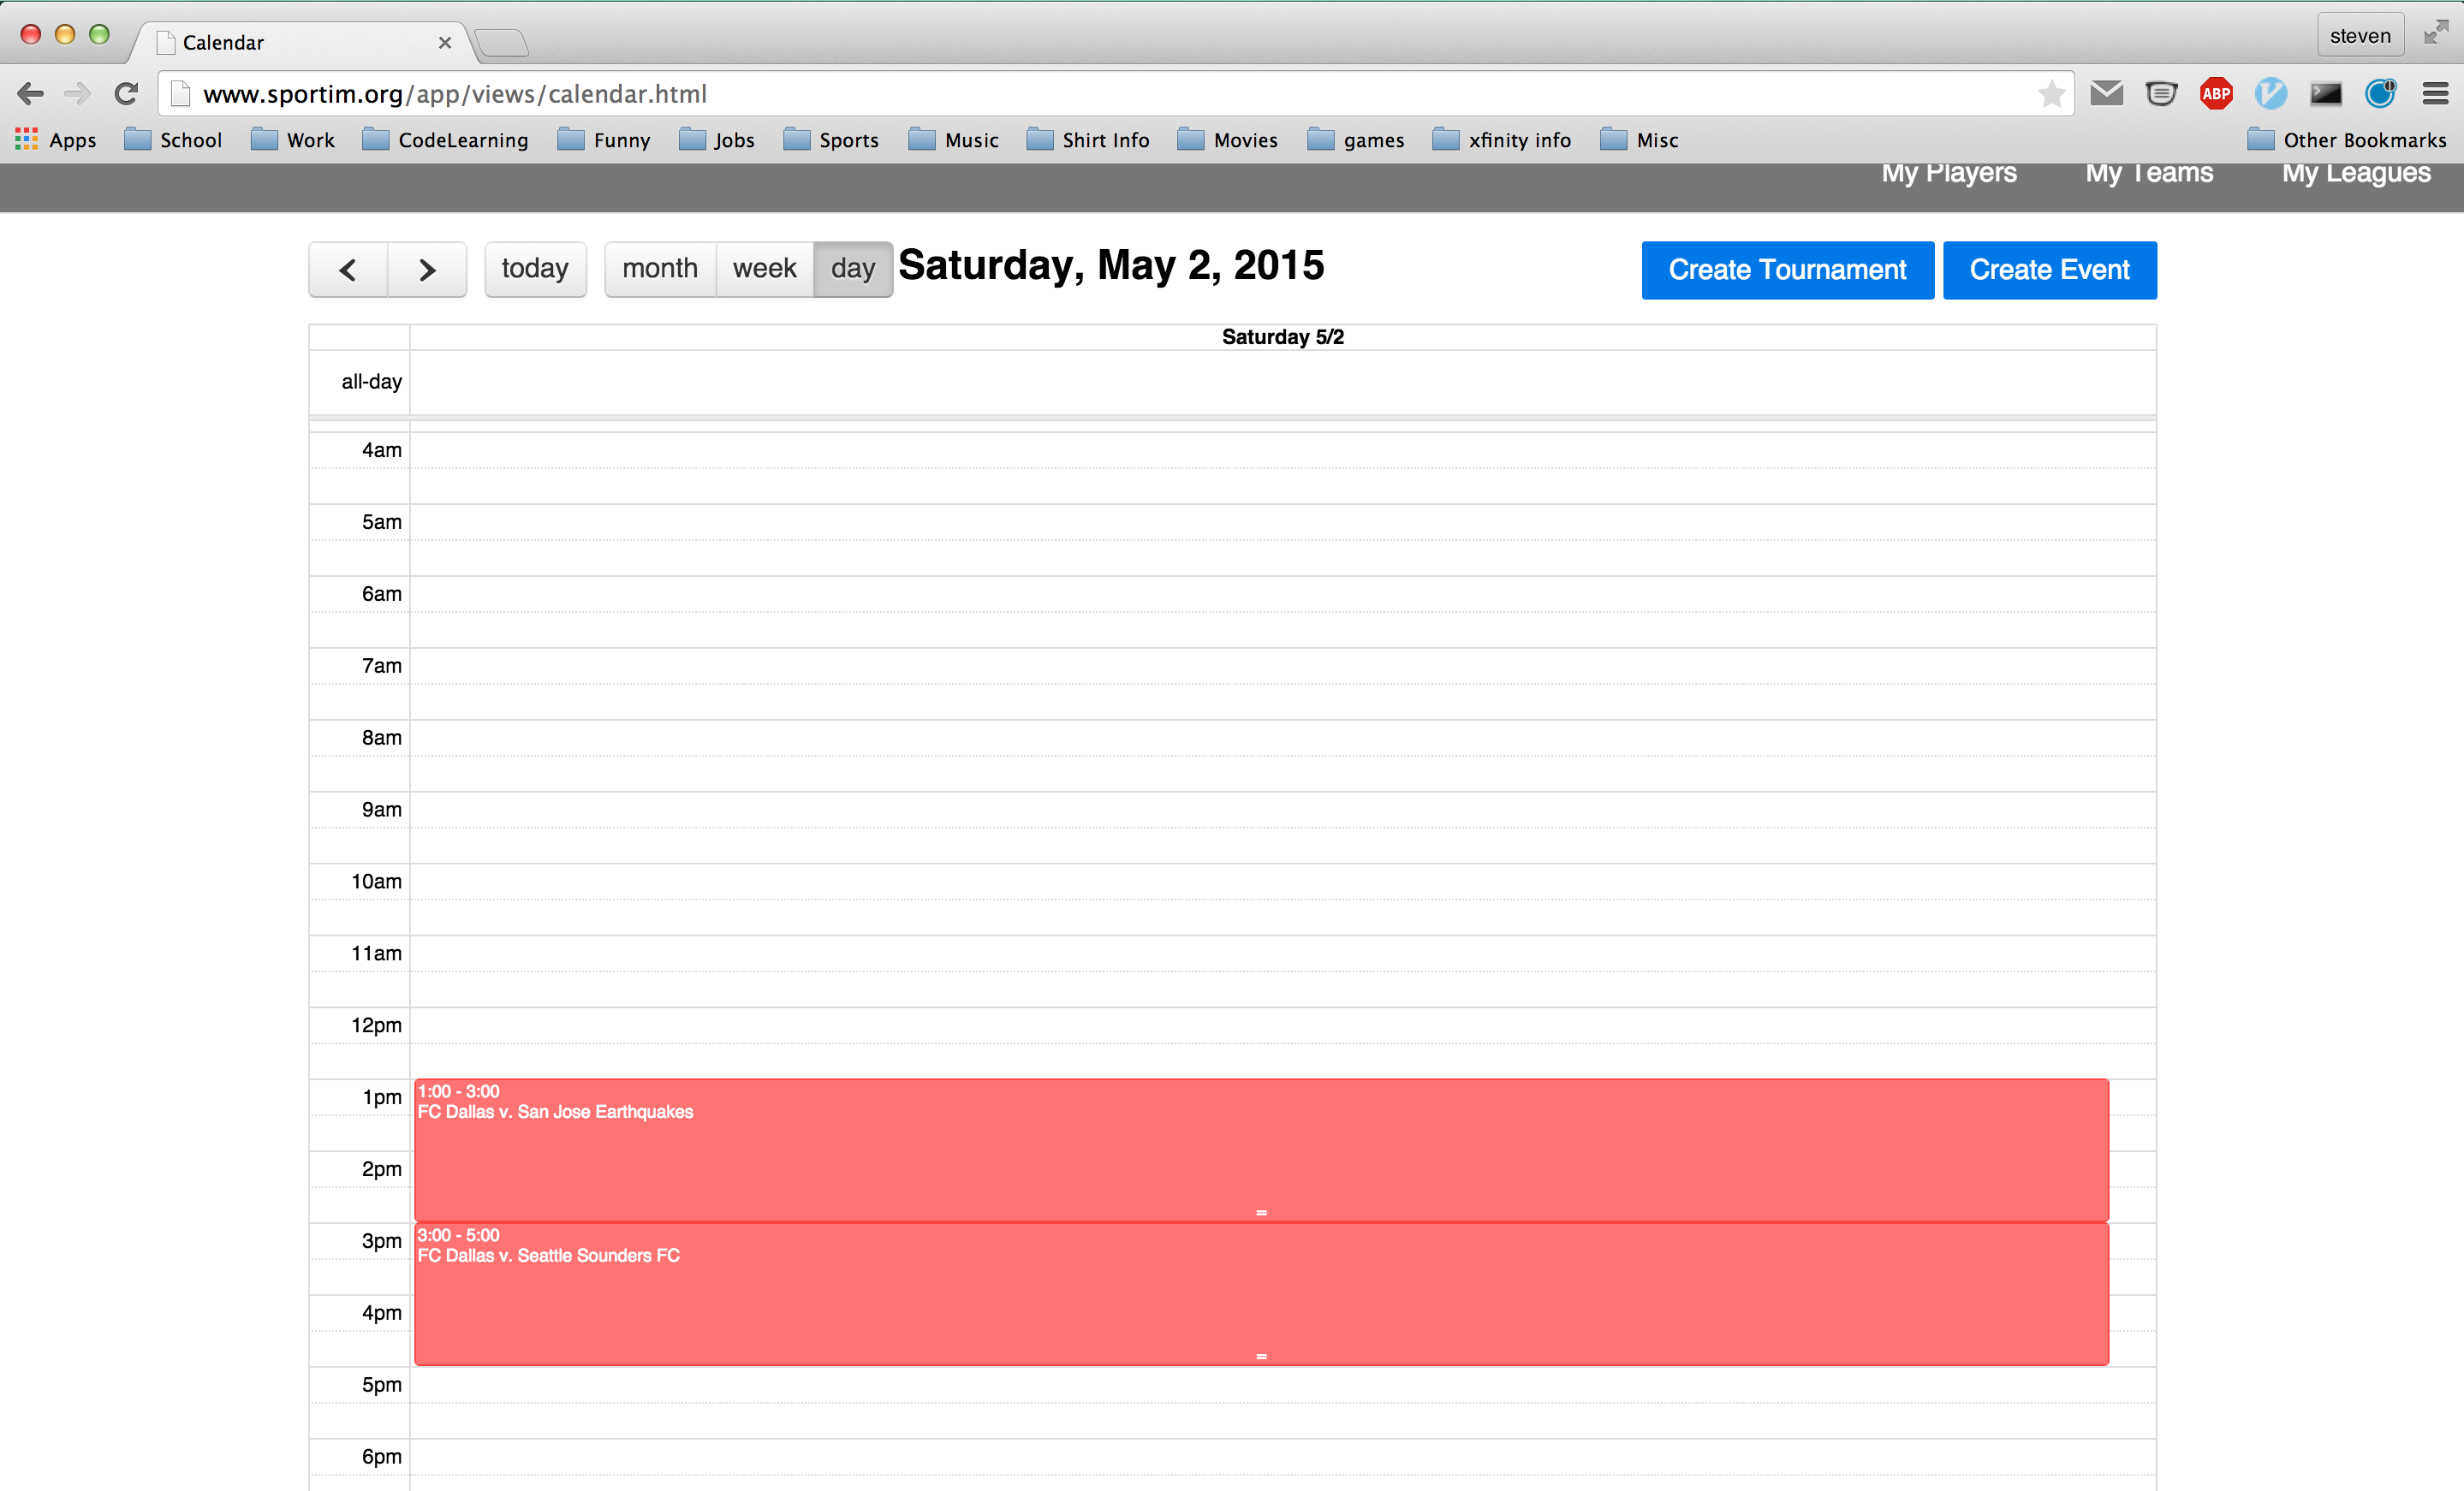 Calendar
steven
www.sportim.org/app/views/calendar.html
ABP
Apps School Work CodeLearning Funny Jobs Sports Music Shirt Info Movies games xfinity info Misc Other Bookmarks
My Players My Teams My Leagues
today month week day Saturday, May 2, 2015 Create Tournament Create Event
Saturday 5/2
all-day
4am
5am
6am
7am
8am
9am
10am
11am
12pm
1pm
1:00 - 3:00
FC Dallas v. San Jose Earthquakes
2pm
3pm
3:00 - 5:00
FC Dallas v. Seattle Sounders FC
4pm
5pm
6pm